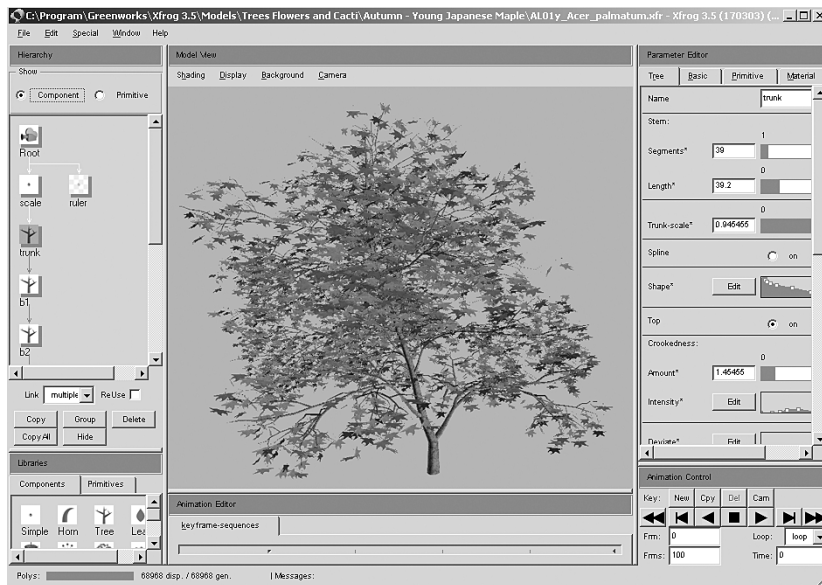 C:\Program\Greenworks\Xfrog 3.5\Models\Trees Flowers and Cacti\Autumn - Young Japanese Maple\AL01y_Acer_palmatum.xfr - Xfrog 3.5 (170303) (...
File Edit Special Window Help
Hierarchy
Show
Component Primitive
Root
scale ruler
trunk
b1
b2
Link multiple ReUse
Copy Group Delete
Copy All Hide
Libraries
Components Primitives
Simple Horn Tree Lea
Model View
Shading Display Background Camera
Animation Editor
keyframe-sequences
Parameter Editor
Tree Basic Primitive Material
Name trunk
Stem:
1
Segments* 39
0
Length* 39.2
0
Trunk-scale* 0.945455
Spline on
Shape* Edit
Top on
Crookedness:
0
Amount* 1.45455
Intensity* Edit
Deviate* Edit
Animation Control
Key: New Cpy Del Cam
Frm: 0 Loop: loop
Frms: 100 Time: 0
Polys: 68968 disp. / 68968 gen. | Messages: